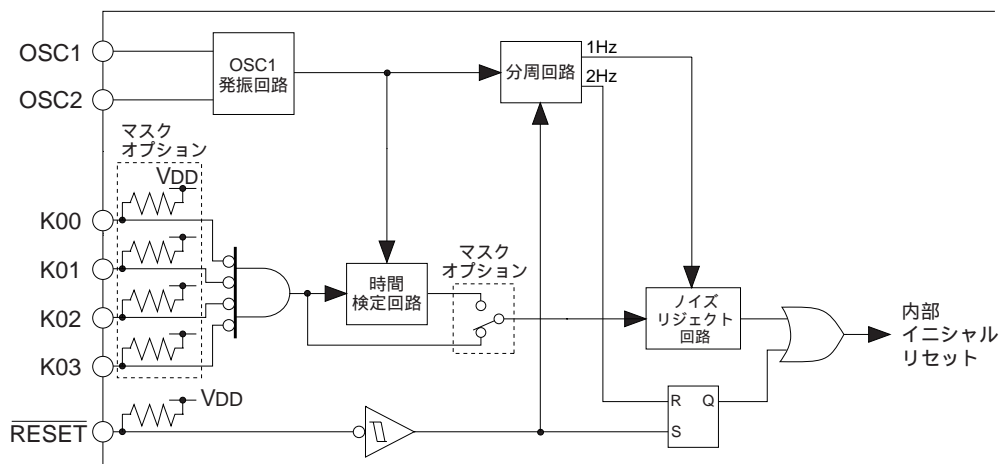 OSC1
OSC2
OSC1
発振回路
分周回路
1Hz
2Hz
マスク
オプション
VDD
K00
K01
K02
K03
時間
検定回路
マスク
オプション
ノイズ
リジェクト
回路
内部
イニシャル
リセット
RESET
VDD
R
Q
S